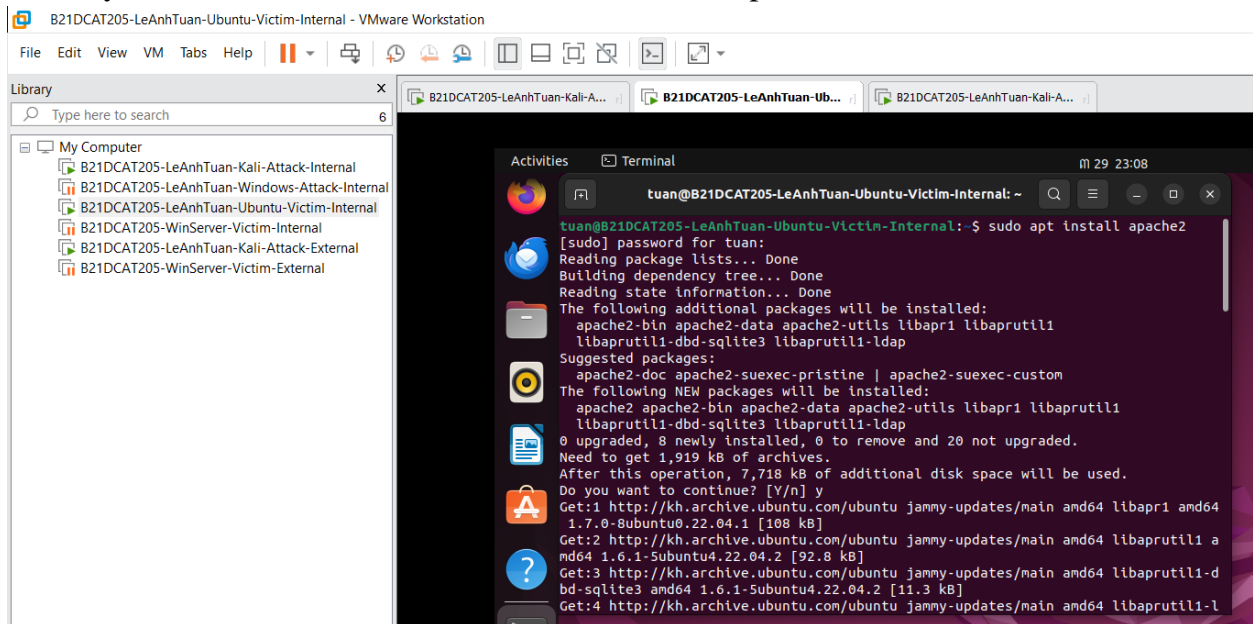 B21DCAT205-LeAnhTuan-Ubuntu-Victim-Internal - VMware Workstation
File Edit View VM Tabs Help
Library X
Type here to search 6
My Computer
B21DCAT205-LeAnhTuan-Kali-Attack-Internal
B21DCAT205-LeAnhTuan-Windows-Attack-Internal
B21DCAT205-LeAnhTuan-Ubuntu-Victim-Internal
B21DCAT205-WinServer-Victim-Internal
B21DCAT205-LeAnhTuan-Kali-Attack-External
B21DCAT205-WinServer-Victim-External
B21DCAT205-LeAnhTuan-Kali-A...
B21DCAT205-LeAnhTuan-Ub...
B21DCAT205-LeAnhTuan-Kali-A...
Activities Terminal 29 23:08
tuan@B21DCAT205-LeAnhTuan-Ubuntu-Victim-Internal: ~
tuan@B21DCAT205-LeAnhTuan-Ubuntu-Victim-Internal:~$ sudo apt install apache2
[sudo] password for tuan:
Reading package lists... Done
Building dependency tree... Done
Reading state information... Done
The following additional packages will be installed:
apache2-bin apache2-data apache2-utils libapr1 libaprutil1
libaprutil1-dbd-sqlite3 libaprutil1-ldap
Suggested packages:
apache2-doc apache2-suexec-pristine | apache2-suexec-custom
The following NEW packages will be installed:
apache2 apache2-bin apache2-data apache2-utils libapr1 libaprutil1
libaprutil1-dbd-sqlite3 libaprutil1-ldap
0 upgraded, 8 newly installed, 0 to remove and 20 not upgraded.
Need to get 1,919 kB of archives.
After this operation, 7,718 kB of additional disk space will be used.
Do you want to continue? [Y/n] y
Get:1 http://kh.archive.ubuntu.com/ubuntu jammy-updates/main amd64 libapr1 amd64
1.7.0-8ubuntu0.22.04.1 [108 kB]
Get:2 http://kh.archive.ubuntu.com/ubuntu jammy-updates/main amd64 libaprutil1 a
md64 1.6.1-5ubuntu4.22.04.2 [92.8 kB]
Get:3 http://kh.archive.ubuntu.com/ubuntu jammy-updates/main amd64 libaprutil1-d
bd-sqlite3 amd64 1.6.1-5ubuntu4.22.04.2 [11.3 kB]
Get:4 http://kh.archive.ubuntu.com/ubuntu jammy-updates/main amd64 libaprutil1-l